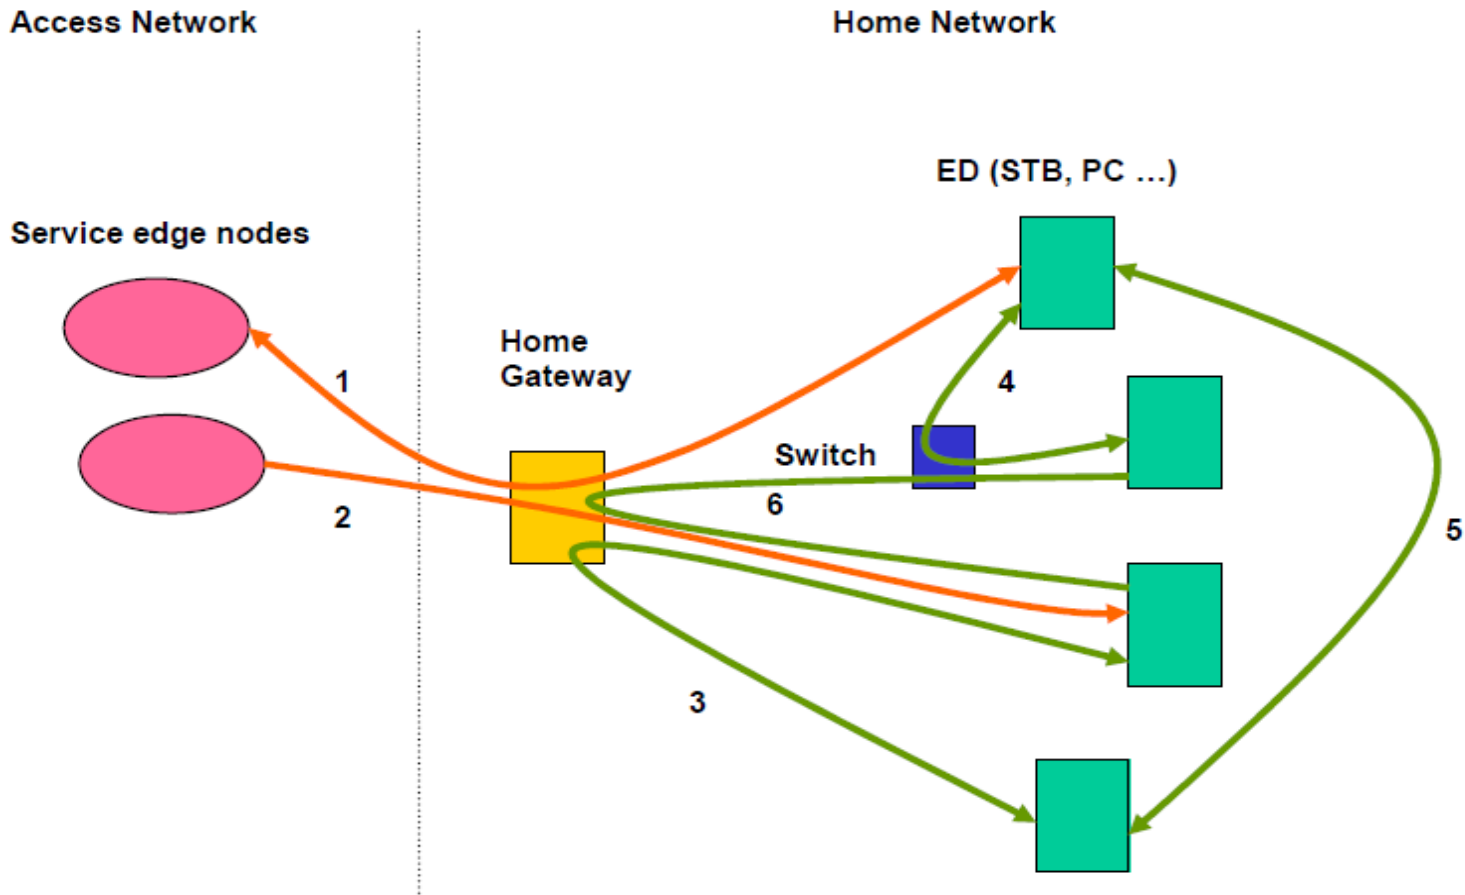 Access Network
Home Network
ED (STB, PC ...)
Service edge nodes
Home
Gateway
1
4
Switch
6
2
5
3